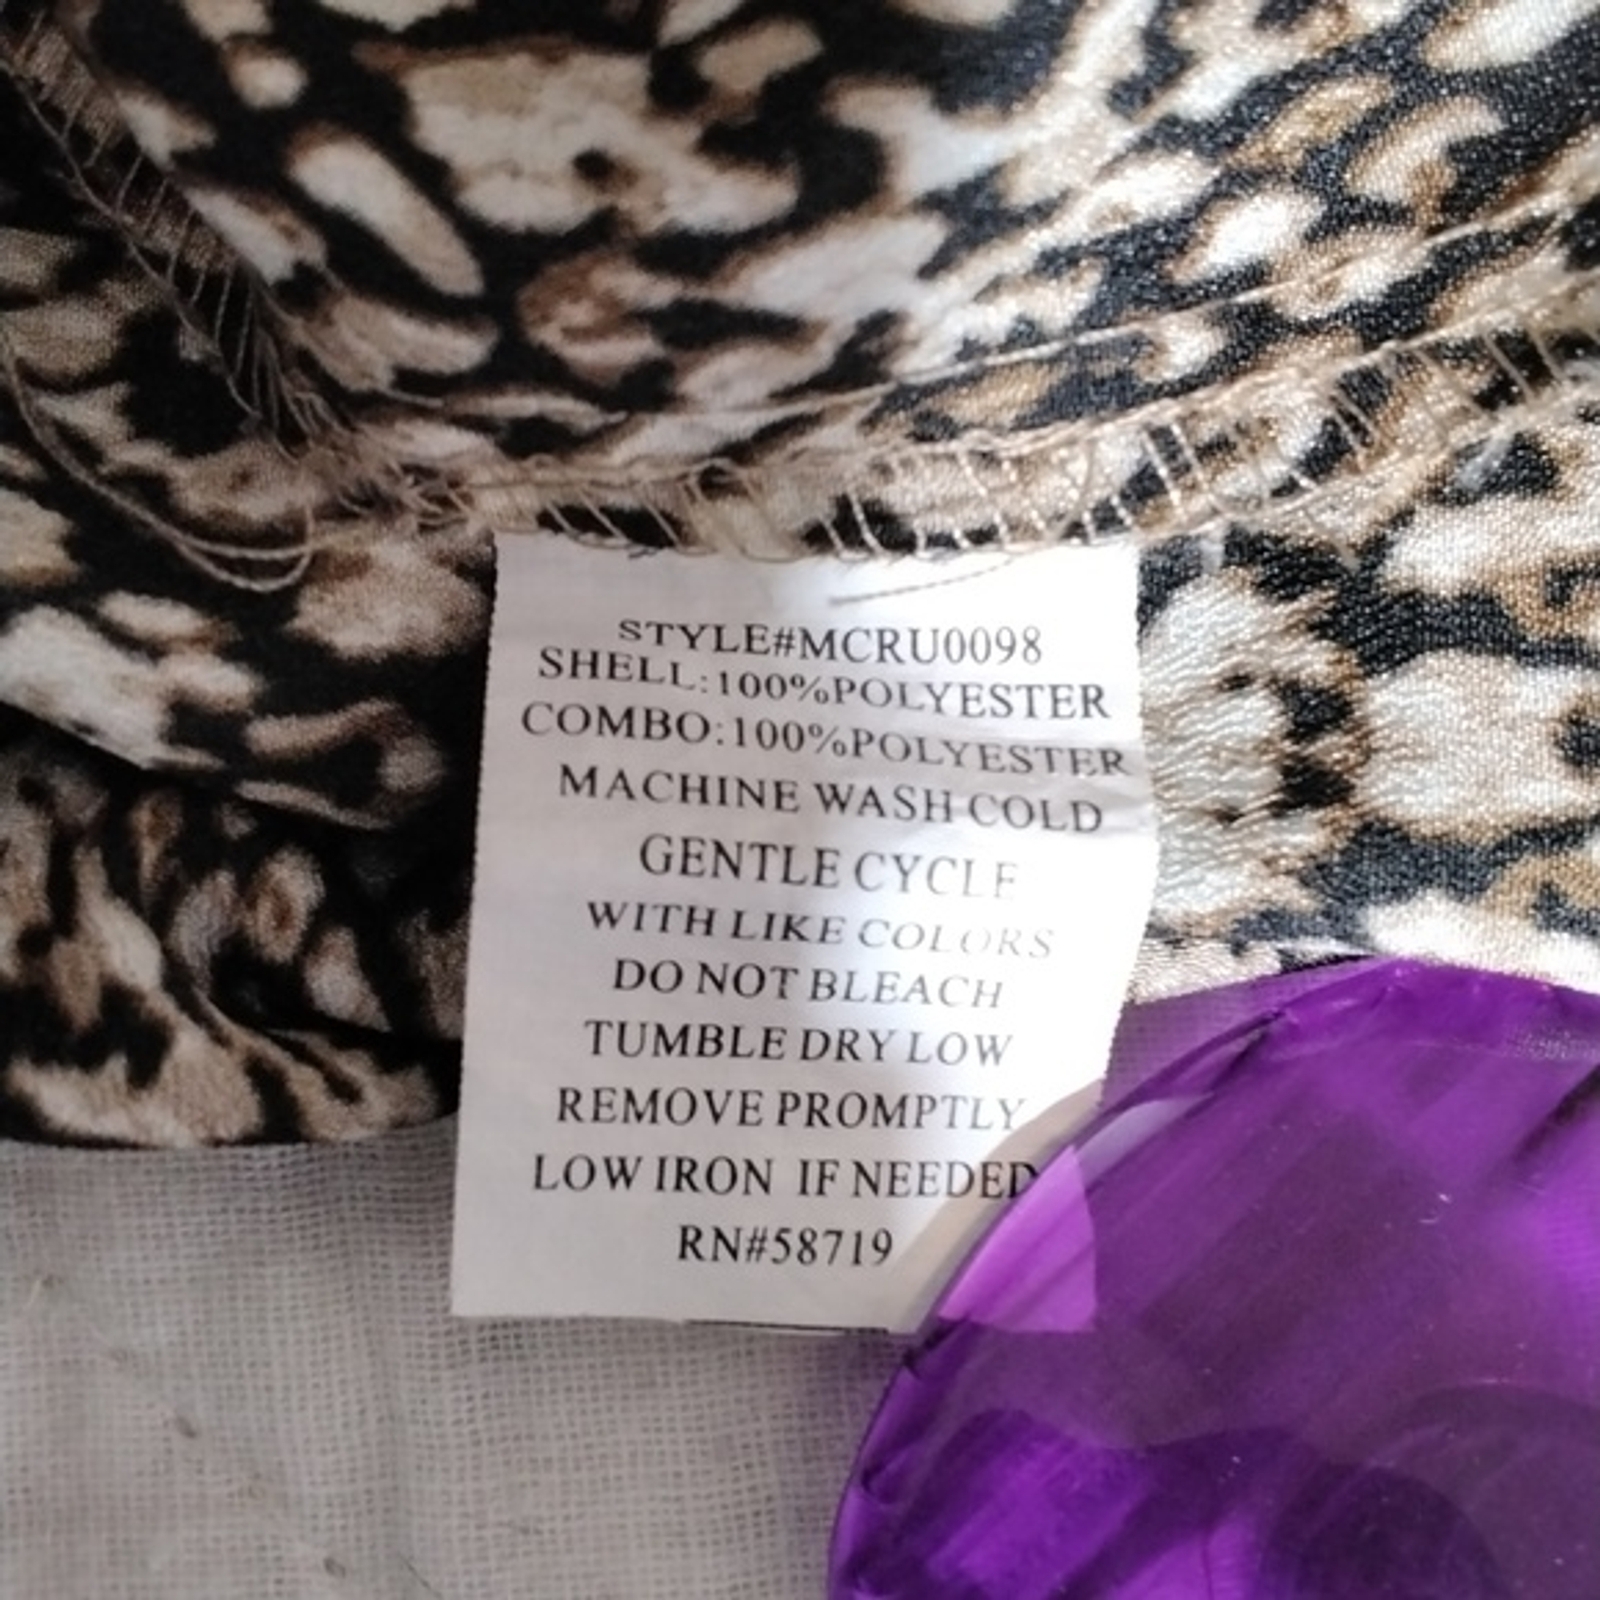 STYLE#MCRU0098
SHELL:100%POLYESTER
COMBO:100%POLYESTER
MACHINE WASH COLD
GENTLE CYCLE
WITH LIKE COLORS
DO NOT BLEACH
TUMBLE DRY LOW
REMOVE PROMPTLY
LOW IRON IF NEEDED
RN#58719